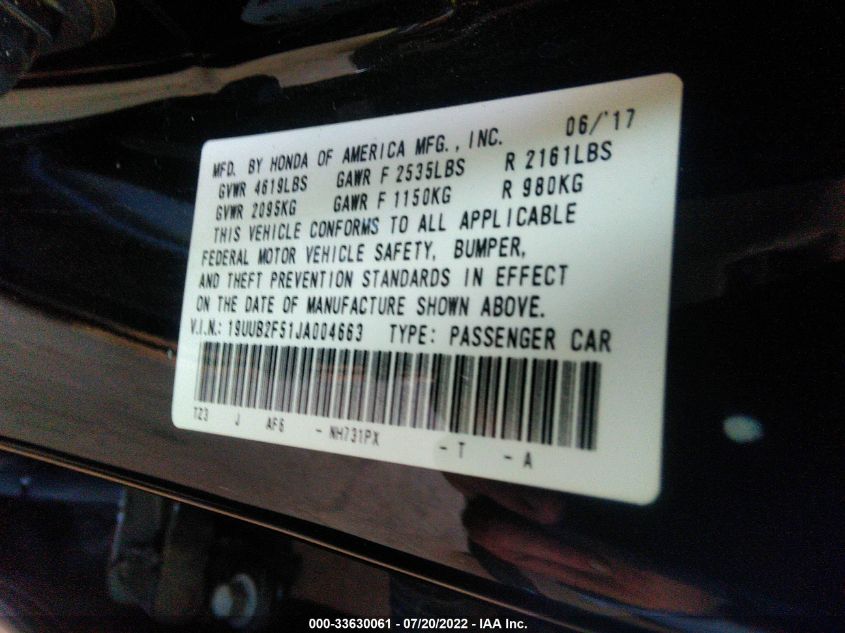 MFD. BY HONDA OF AMERICA MFG., INC. 06/'17
GVWR 4619LBS GAWR F 2535LBS R 2161LBS
GVWR 2095KG GAWR F 1150KG R 980KG
THIS VEHICLE CONFORMS TO ALL APPLICABLE
FEDERAL MOTOR VEHICLE SAFETY, BUMPER,
AND THEFT PREVENTION STANDARDS IN EFFECT
ON THE DATE OF MANUFACTURE SHOWN ABOVE.
V.I.N.: 19UUB2F51JA004663 TYPE: PASSENGER CAR
TZ3 J AF6 - NH731PX - T - A
000-33630061 - 07/20/2022 - IAA Inc.